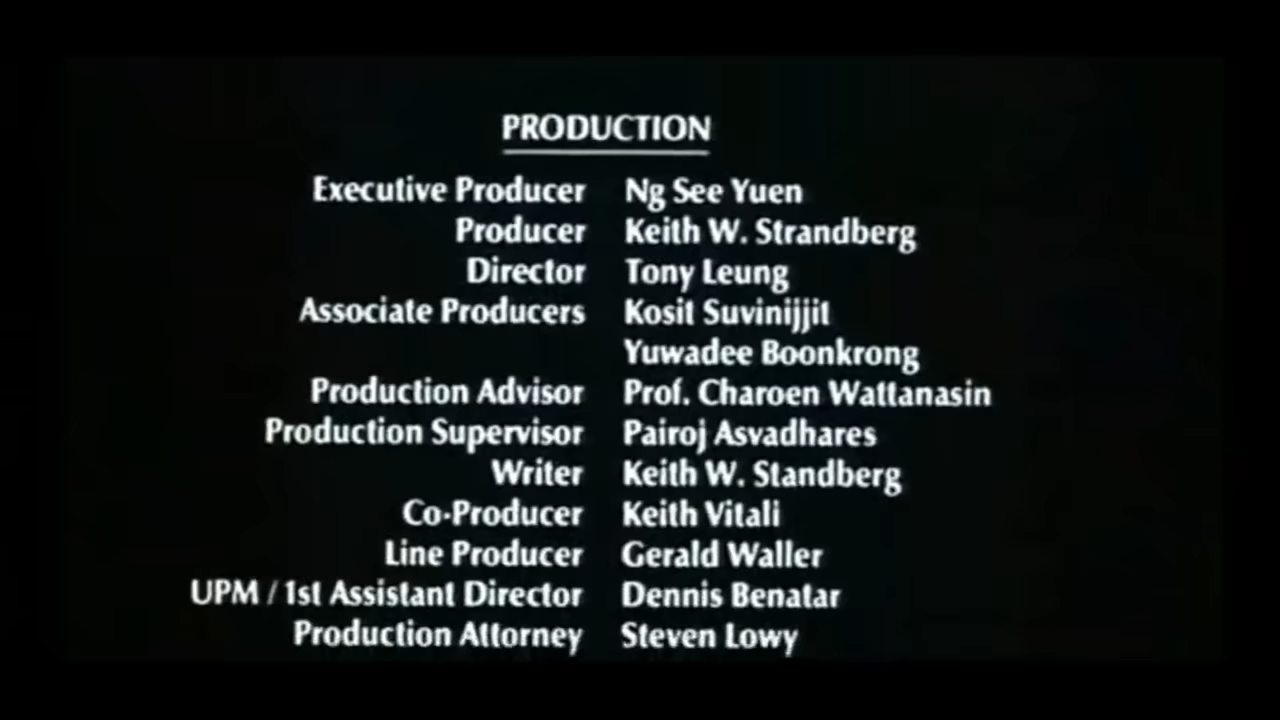 PRODUCTION
Executive Producer Ng See Yuen
Producer Keith W. Strandberg
Director Tony Leung
Associate Producers Kosit Suvinijjit
Yuwadee Boonkrong
Production Advisor Prof. Charoen Wattanasin
Production Supervisor Pairoj Asvadhares
Writer Keith W. Standberg
Co-Producer Keith Vitali
Line Producer Gerald Waller
UPM / 1st Assistant Director Dennis Benatar
Production Attorney Steven Lowy